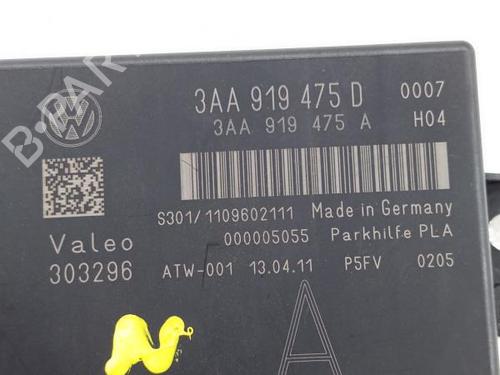 B-PARTS
3AA 919 475 D 0007
3AA 919 475 A H04
S301/1109602111 Made in Germany
Valeo 000005055 Parkhilfe PLA
303296 ATW-001 13.04.11 P5FV 0205
A